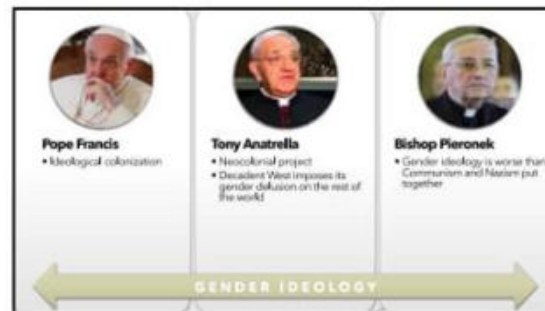 Pope Francis
• Ideological colonization
Tony Anatrella
• Neocolonial project
• Decadent West imposes its
gender delusion on the rest of
the world
Bishop Pieronek
• Gender ideology is worse than
Communism and Nazism put
together
GENDER IDEOLOGY